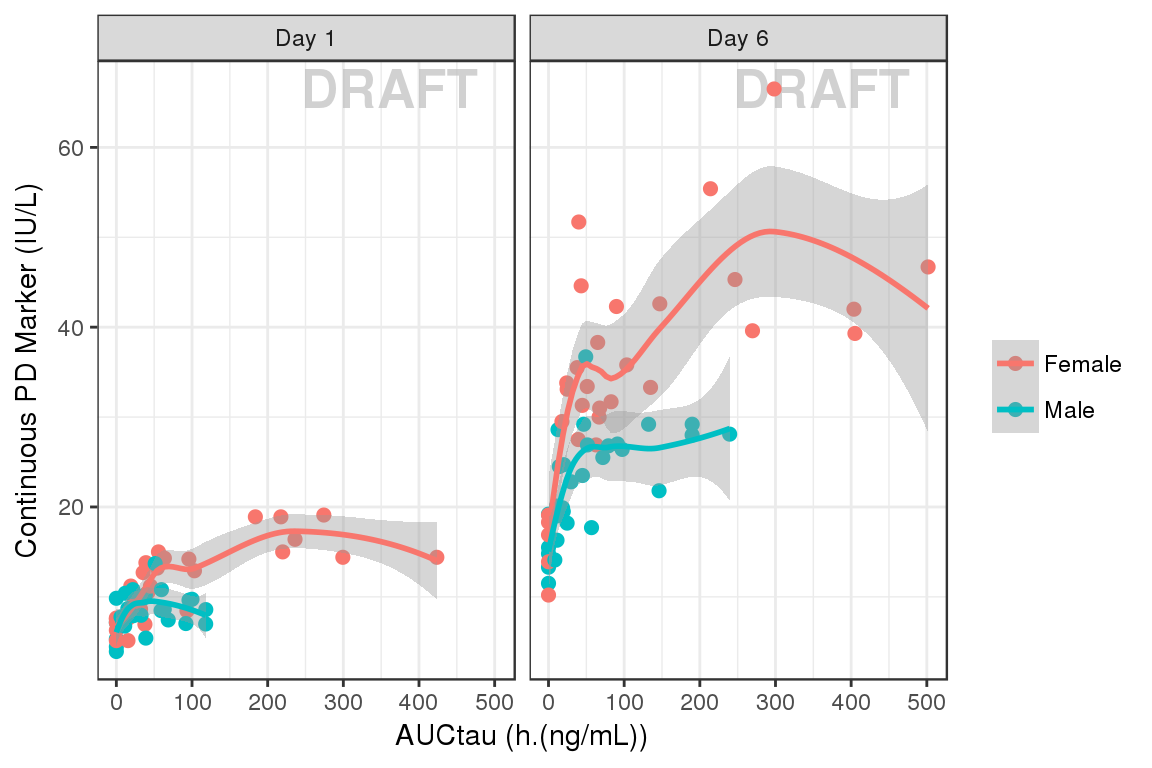 Day 1
Day 6
DRAFT
DRAFT
Continuous PD Marker (IU/L)
60
40
20
0 100 200 300 400 500
0 100 200 300 400 500
AUCtau (h.(ng/mL))
Female
Male